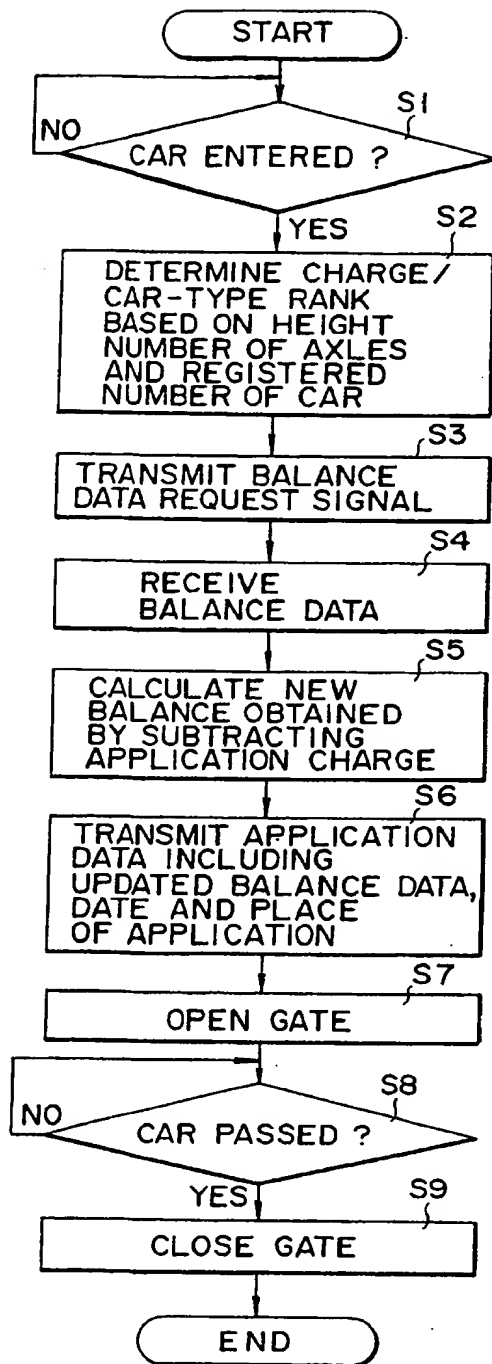 START
S1
NO
CAR ENTERED ?
YES
S2
DETERMINE CHARGE/
CAR-TYPE RANK
BASED ON HEIGHT
NUMBER OF AXLES
AND REGISTERED
NUMBER OF CAR
S3
TRANSMIT BALANCE
DATA REQUEST SIGNAL
S4
RECEIVE
BALANCE DATA
S5
CALCULATE NEW
BALANCE OBTAINED
BY SUBTRACTING
APPLICATION CHARGE
S6
TRANSMIT APPLICATION
DATA INCLUDING
UPDATED BALANCE DATA,
DATE AND PLACE
OF APPLICATION
S7
OPEN GATE
S8
NO
CAR PASSED ?
YES
S9
CLOSE GATE
END